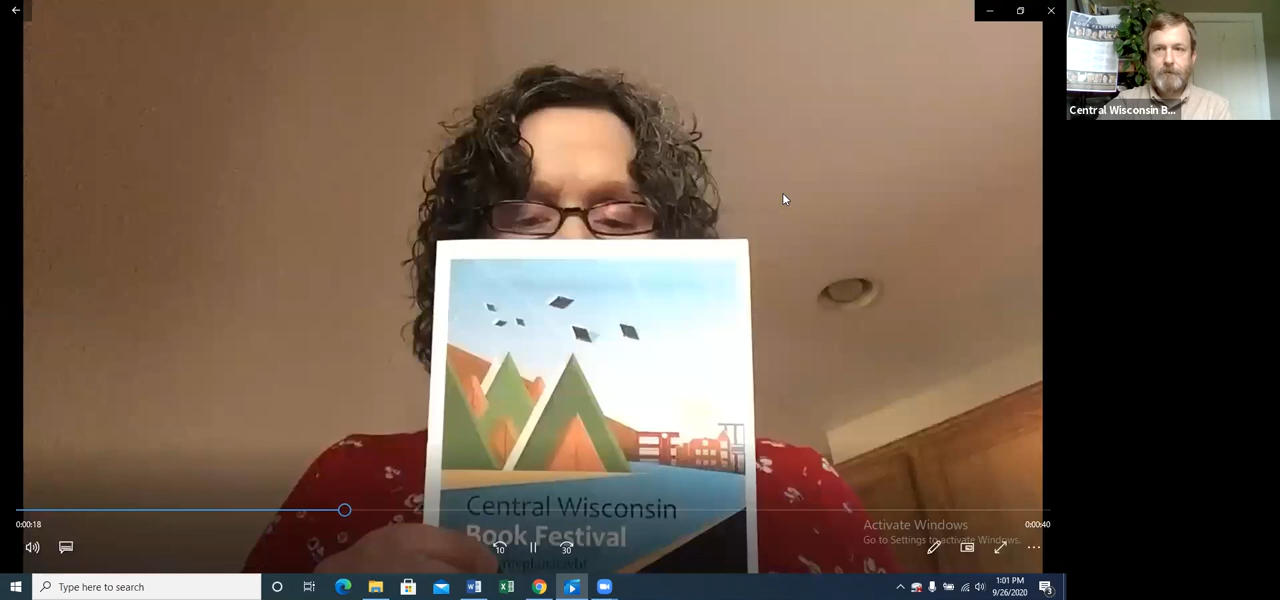 Central Wisconsin B...
Central Wisconsin
Book Festival
0:00:18
0:00:40
Activate Windows
Go to Settings to activate Windows.
10
30
Type here to search
1:01 PM
9/26/2020
3